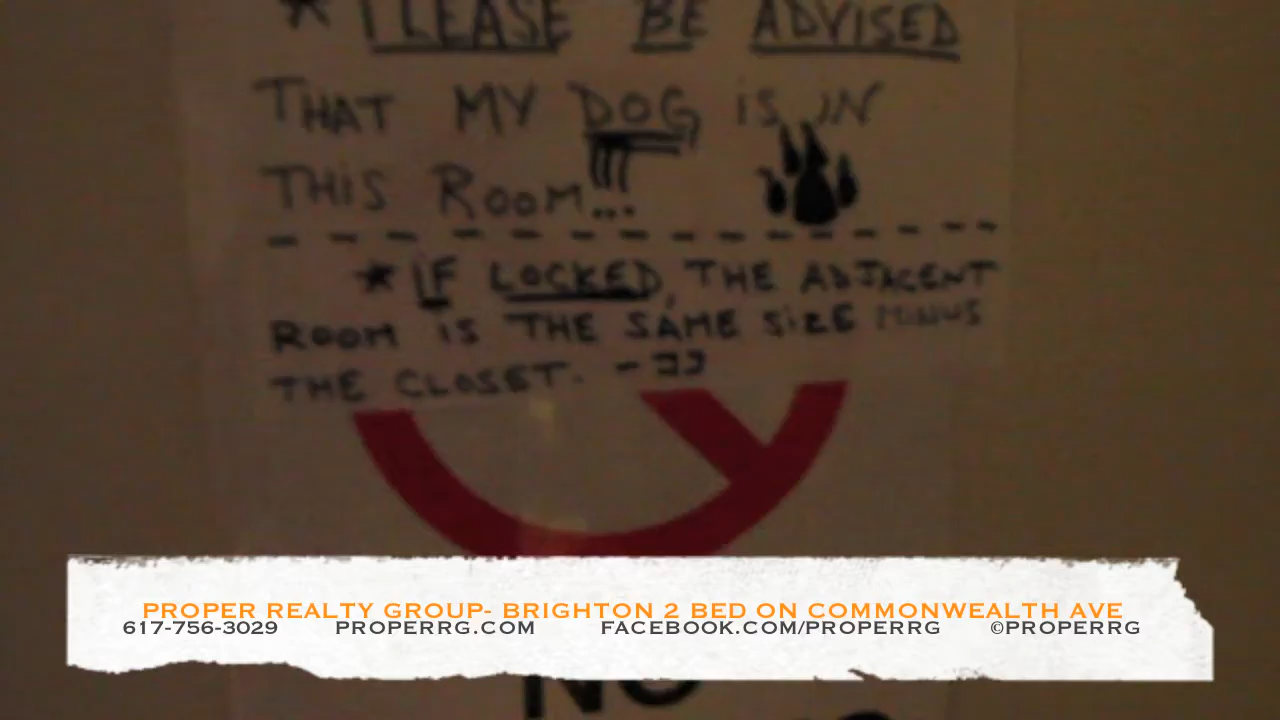 * PLEASE BE ADVISED
THAT MY DOG iS IN
THiS ROOM...
* IF LOCKED, THE ADJACENT
ROOM iS THE SAME SiZE MINUS
THE CLOSET. - JJ
PROPER REALTY GROUP- BRIGHTON 2 BED ON COMMONWEALTH AVE
617-756-3029 PROPERRG.COM FACEBOOK.COM/PROPERRG ©PROPERRG
NO